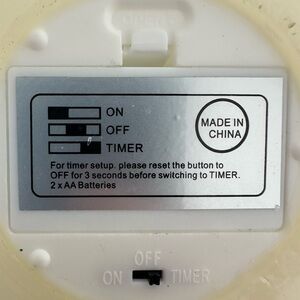 OPEN
ON
OFF
TIMER
MADE IN
CHINA
For timer setup. please reset the button to
OFF for 3 seconds before switching to TIMER.
2 x AA Batteries
OFF
ON TIMER